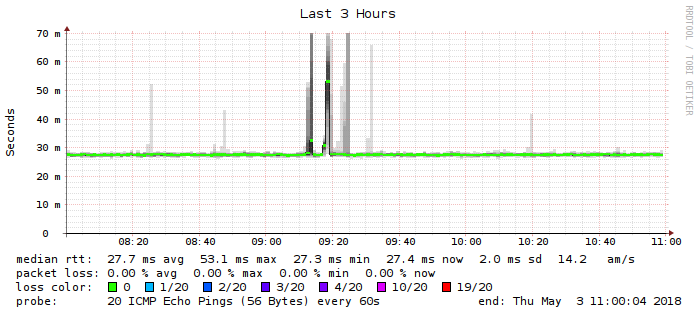 Last 3 Hours
RRDTOOL / TOBI OETIKER
Seconds
70 m
60 m
50 m
40 m
30 m
20 m
10 m
0
08:20 08:40 09:00 09:20 09:40 10:00 10:20 10:40 11:00
median rtt: 27.7 ms avg 53.1 ms max 27.3 ms min 27.4 ms now 2.0 ms sd 14.2 am/s
packet loss: 0.00 % avg 0.00 % max 0.00 % min 0.00 % now
loss color: 0 1/20 2/20 3/20 4/20 10/20 19/20
probe: 20 ICMP Echo Pings (56 Bytes) every 60s end: Thu May 3 11:00:04 2018